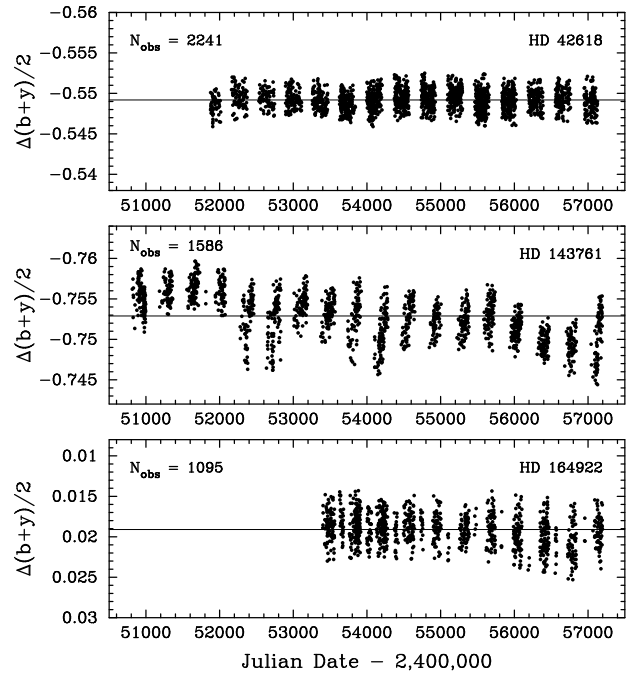 −0.56
N_obs = 2241
HD 42618
−0.555
−0.55
−0.545
−0.54
Δ(b+y)/2
51000 52000 53000 54000 55000 56000 57000
N_obs = 1586
HD 143761
−0.76
−0.755
−0.75
−0.745
Δ(b+y)/2
51000 52000 53000 54000 55000 56000 57000
0.01
N_obs = 1095
HD 164922
0.015
0.02
0.025
0.03
Δ(b+y)/2
51000 52000 53000 54000 55000 56000 57000
Julian Date − 2,400,000